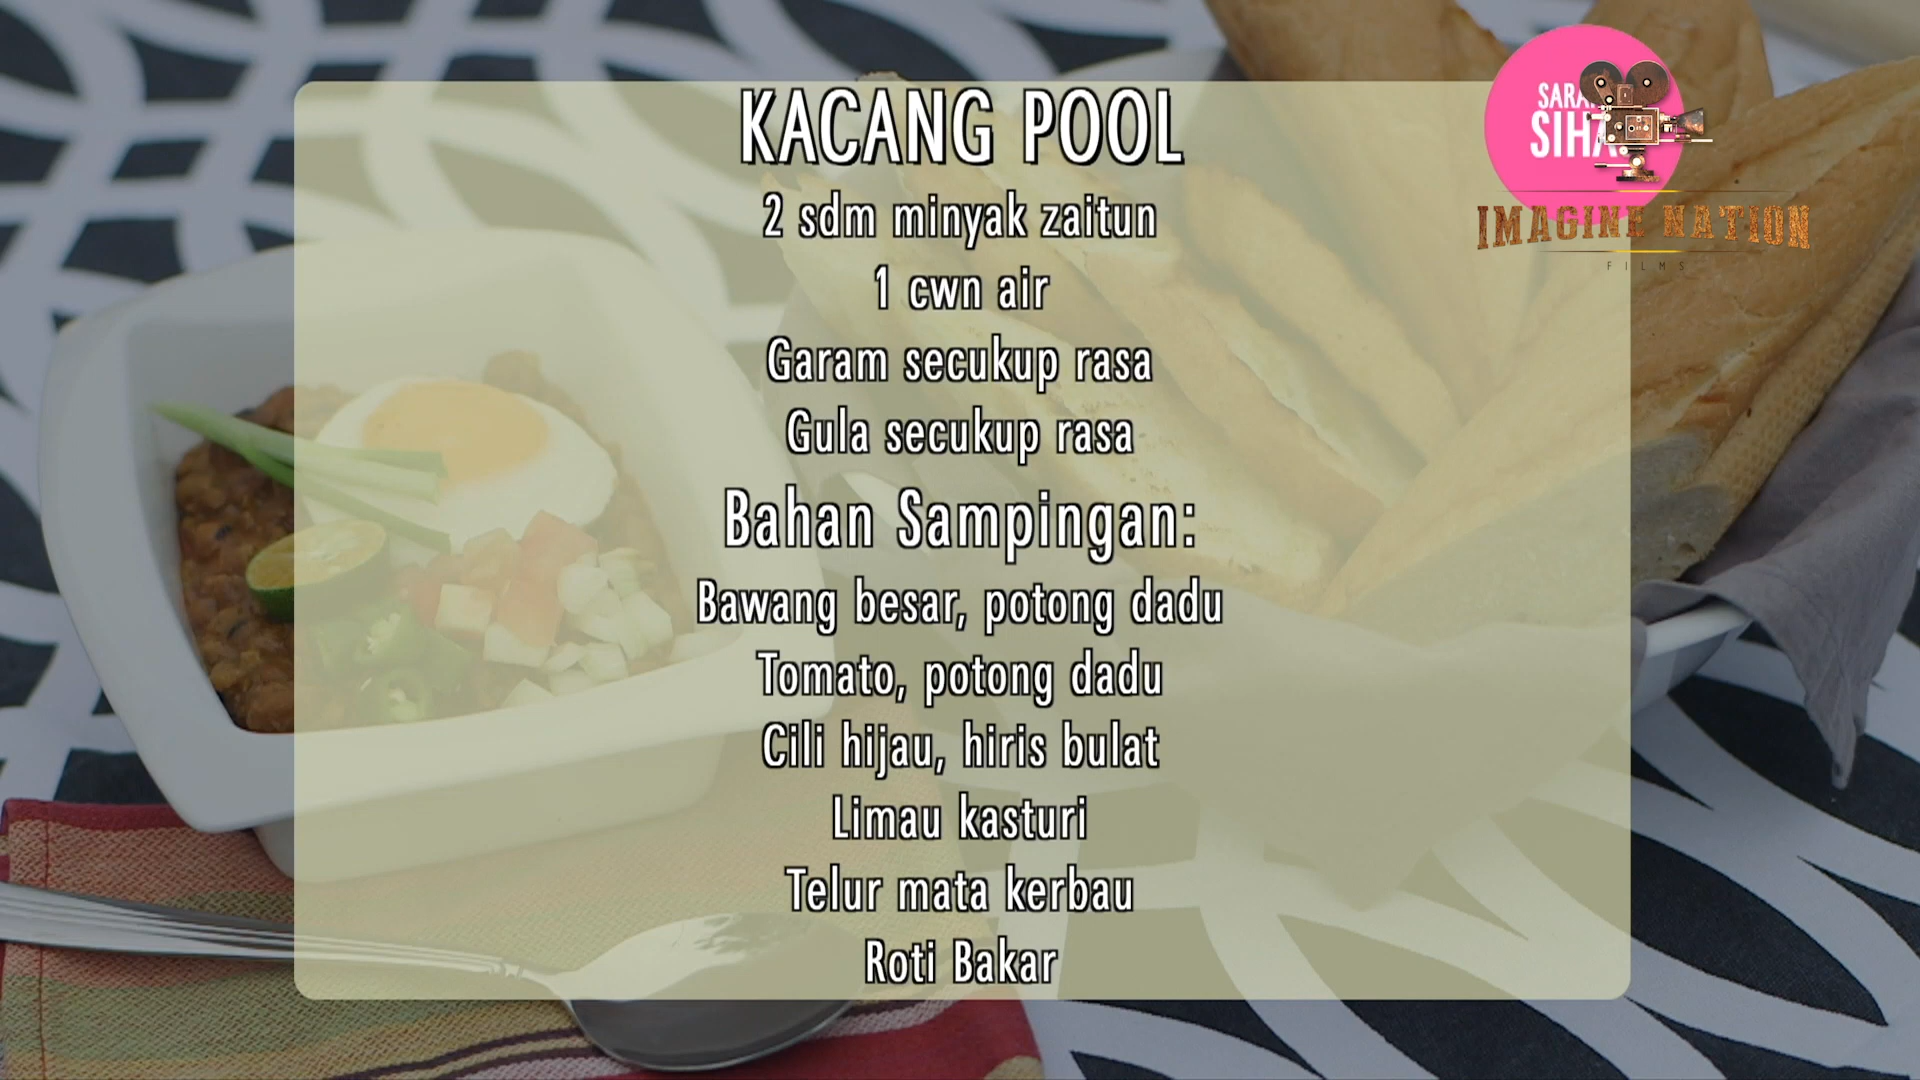 KACANG POOL
2 sdm minyak zaitun
1 cwn air
Garam secukup rasa
Gula secukup rasa
Bahan Sampingan:
Bawang besar, potong dadu
Tomato, potong dadu
Cili hijau, hiris bulat
Limau kasturi
Telur mata kerbau
Roti Bakar
IMAGINE NATION
FILMS